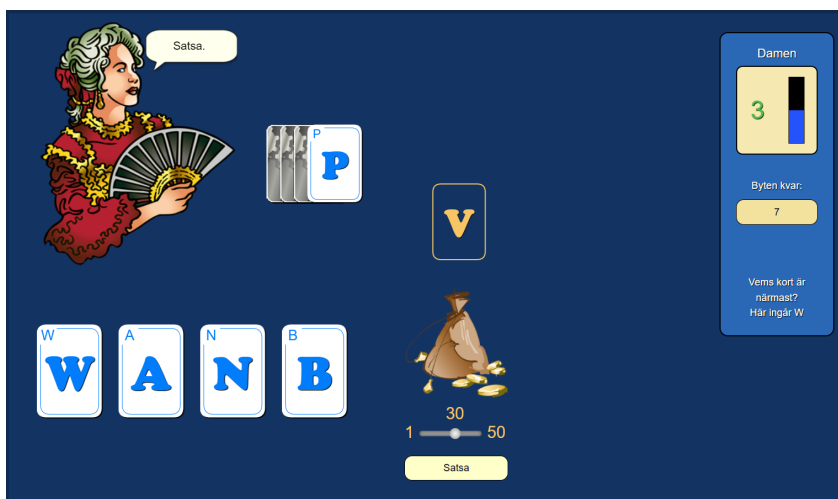 Satsa.
Damen
3
P
P
Byten kvar:
7
V
Vems kort är
närmast?
Här ingår W
W
W
A
A
N
N
B
B
30
1
50
Satsa